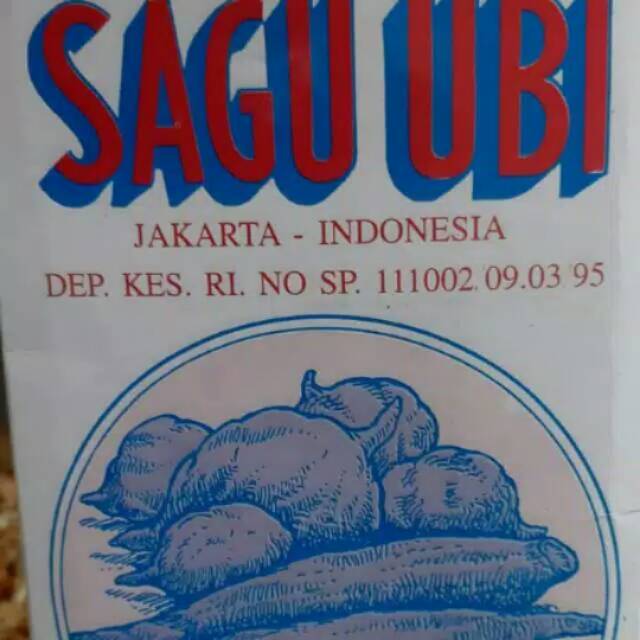 SAGU UBI
JAKARTA - INDONESIA
DEP. KES. RI. NO SP. 111002.09.03 95